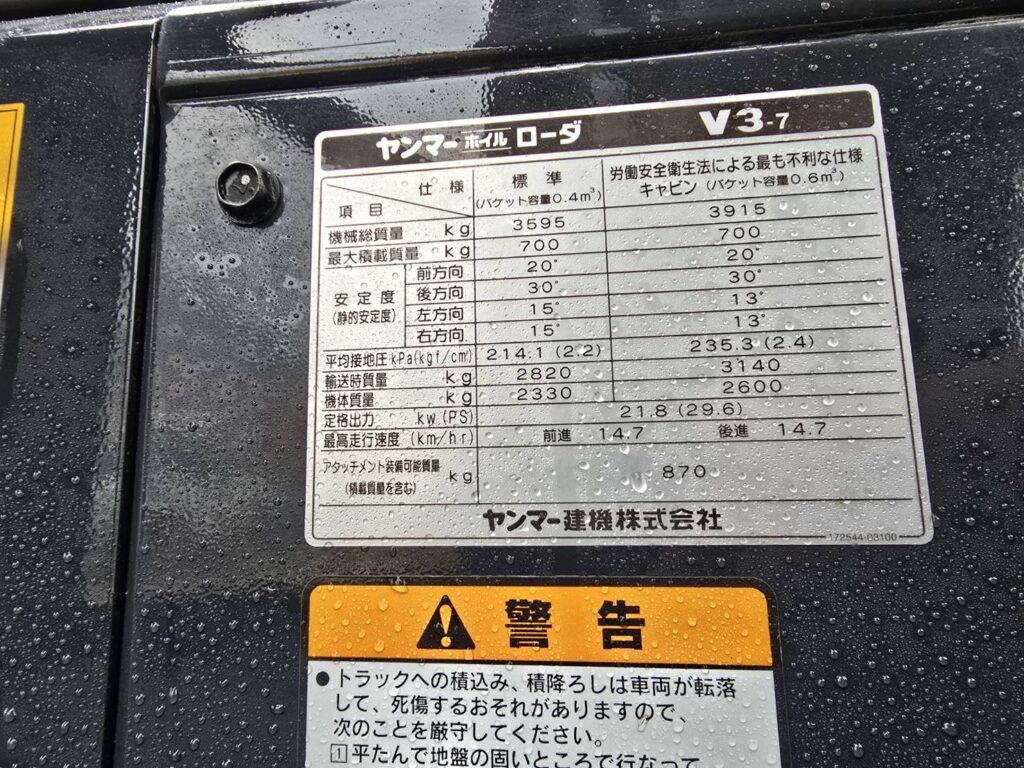 ヤンマーホイルローダ V3-7
仕様 標準 労働安全衛生法による最も不利な仕様
項目 (バケット容量0.4m³) キャビン (バケット容量0.6m³)
機械総質量 kg 3595 3915
最大積載質量 kg 700 700
安定度 (静的安定度) 前方向 20° 20°
後方向 30° 30°
左方向 15° 13°
右方向 15° 13°
平均接地圧 kPa(kgf/cm²) 214.1 (2.2) 235.3 (2.4)
輸送時質量 kg 2820 3140
機体質量 kg 2330 2600
定格出力 kw (PS) 21.8 (29.6)
最高走行速度 (km/hr) 前進 14.7 後進 14.7
アタッチメント装備可能質量 kg 870
(積載質量を含む)
ヤンマー建機株式会社
172544-63100
警告
●トラックへの積込み、積降ろしは車両が転落
して、死傷するおそれがありますので、
次のことを厳守してください。
1 平たんで地盤の固いところで行なって